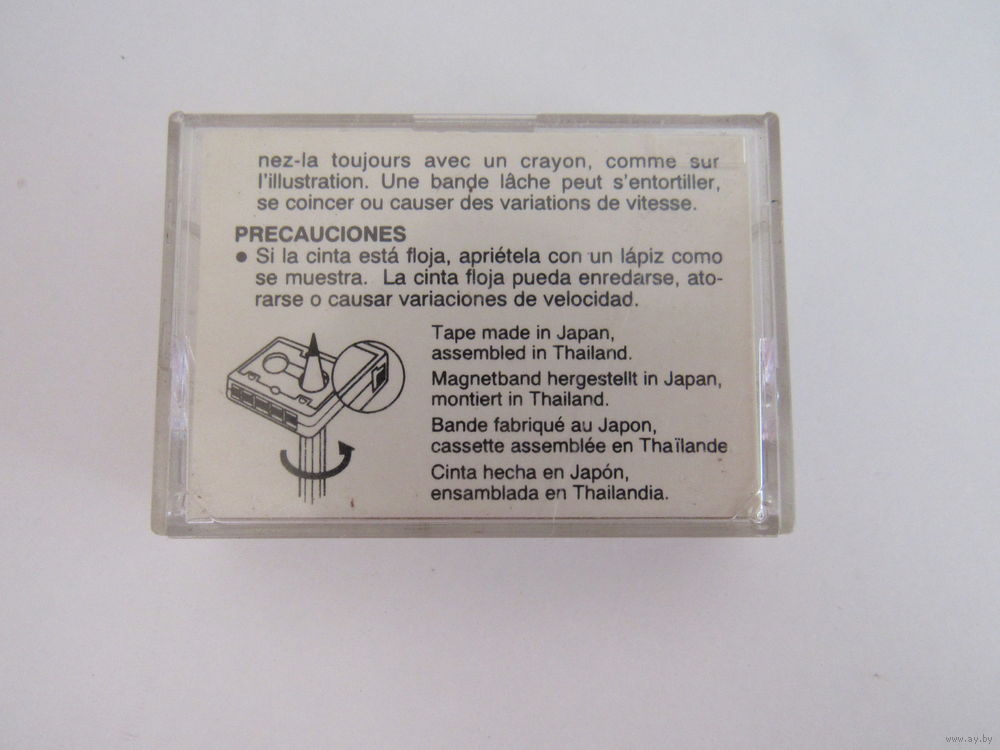 nez-la toujours avec un crayon, comme sur
l'illustration. Une bande lâche peut s'entortiller,
se coincer ou causer des variations de vitesse.
PRECAUCIONES
● Si la cinta está floja, apriétela con un lápiz como
se muestra. La cinta floja pueda enredarse, ato-
rarse o causar variaciones de velocidad.
Tape made in Japan,
assembled in Thailand.
Magnetband hergestellt in Japan,
montiert in Thailand.
Bande fabriqué au Japon,
cassette assemblée en Thaïlande
Cinta hecha en Japón,
ensamblada en Thailandia.
www.ay.by